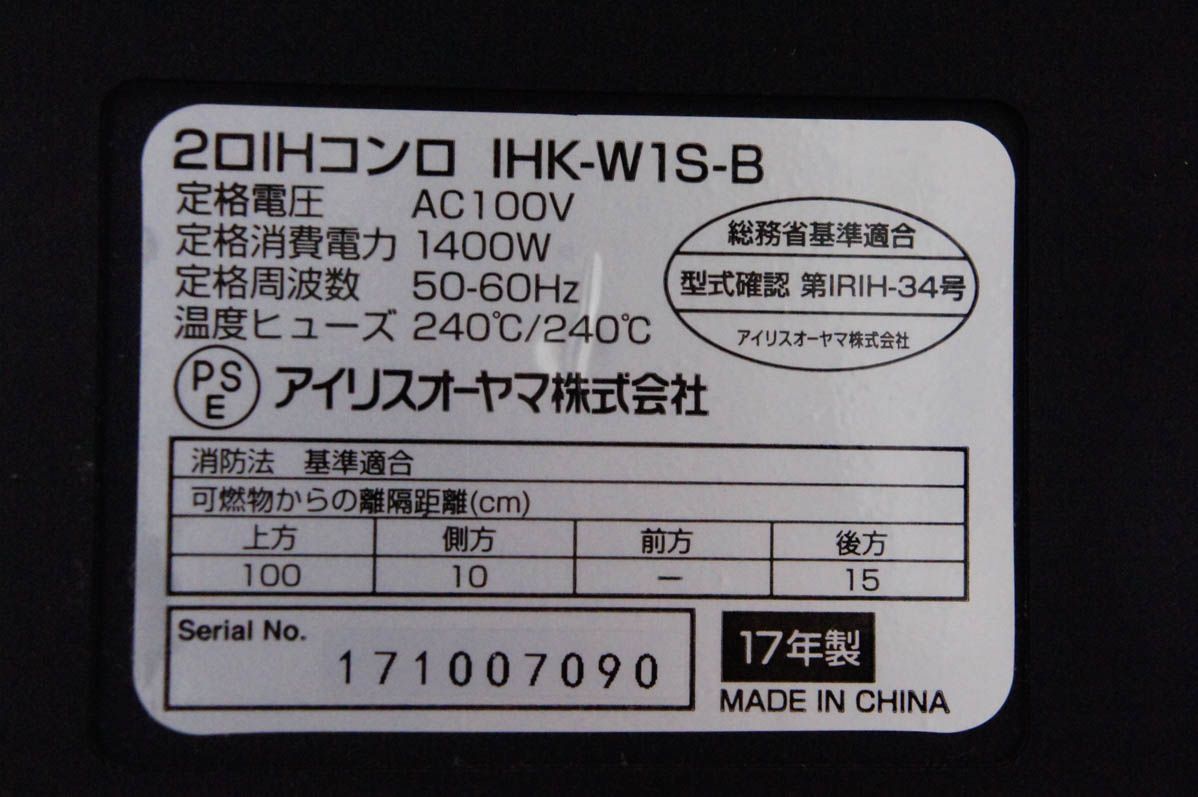 2口IHコンロ IHK-W1S-B
定格電圧 AC100V
定格消費電力 1400W
定格周波数 50-60Hz
温度ヒューズ 240℃/240℃
総務省基準適合
型式確認 第IRIH-34号
アイリスオーヤマ株式会社
PS
E
アイリスオーヤマ株式会社
消防法 基準適合
可燃物からの離隔距離(cm)
上方 側方 前方 後方
100 10 － 15
Serial No.
171007090
17年製
MADE IN CHINA